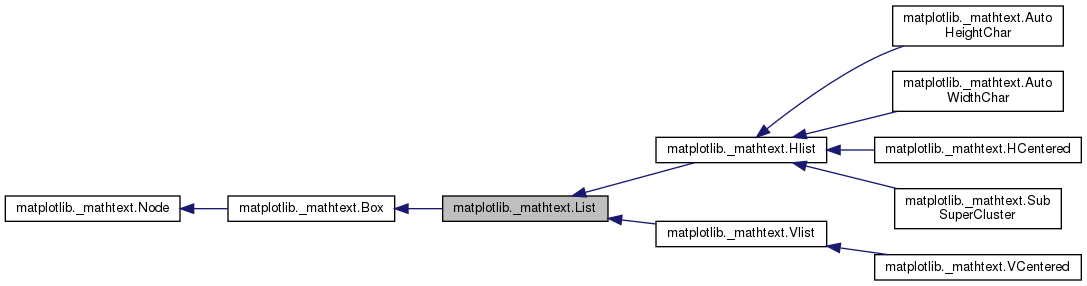 matplotlib._mathtext.Auto
HeightChar
matplotlib._mathtext.Auto
WidthChar
matplotlib._mathtext.Hlist
matplotlib._mathtext.HCentered
matplotlib._mathtext.Node
matplotlib._mathtext.Box
matplotlib._mathtext.List
matplotlib._mathtext.Sub
SuperCluster
matplotlib._mathtext.Vlist
matplotlib._mathtext.VCentered